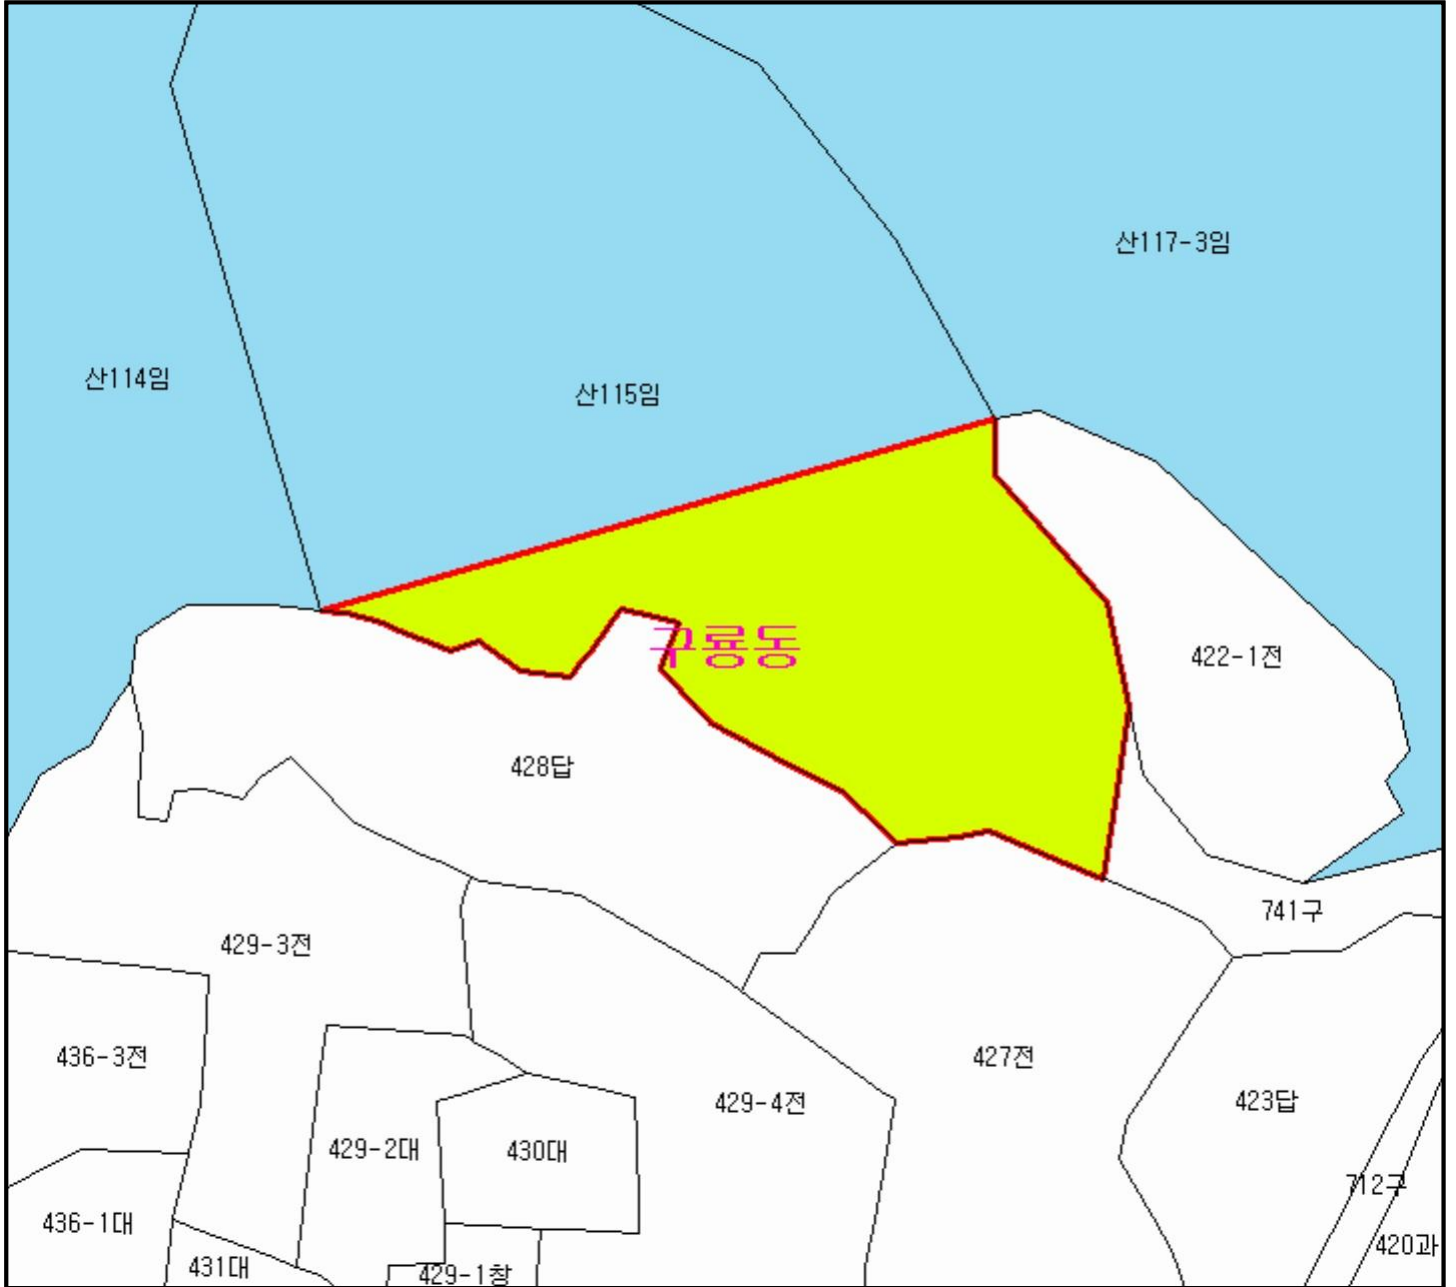 산117-3임
산114임
산115임
구룡동
422-1전
428답
741구
429-3전
436-3전
427전
429-4전
423답
429-2대
430대
712구
436-1대
420과
431대
429-1창